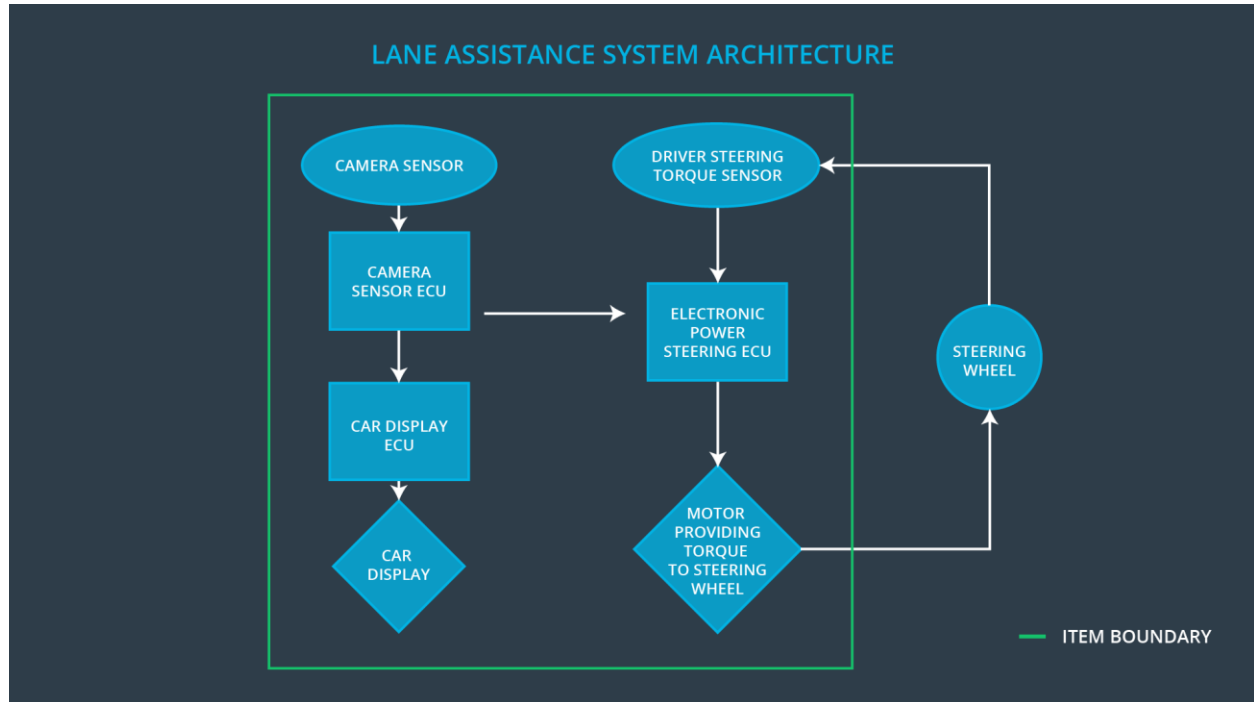 LANE ASSISTANCE SYSTEM ARCHITECTURE
CAMERA SENSOR
CAMERA
SENSOR ECU
CAR DISPLAY
ECU
CAR
DISPLAY
DRIVER STEERING
TORQUE SENSOR
ELECTRONIC
POWER
STEERING ECU
MOTOR
PROVIDING
TORQUE
TO STEERING
WHEEL
STEERING
WHEEL
ITEM BOUNDARY